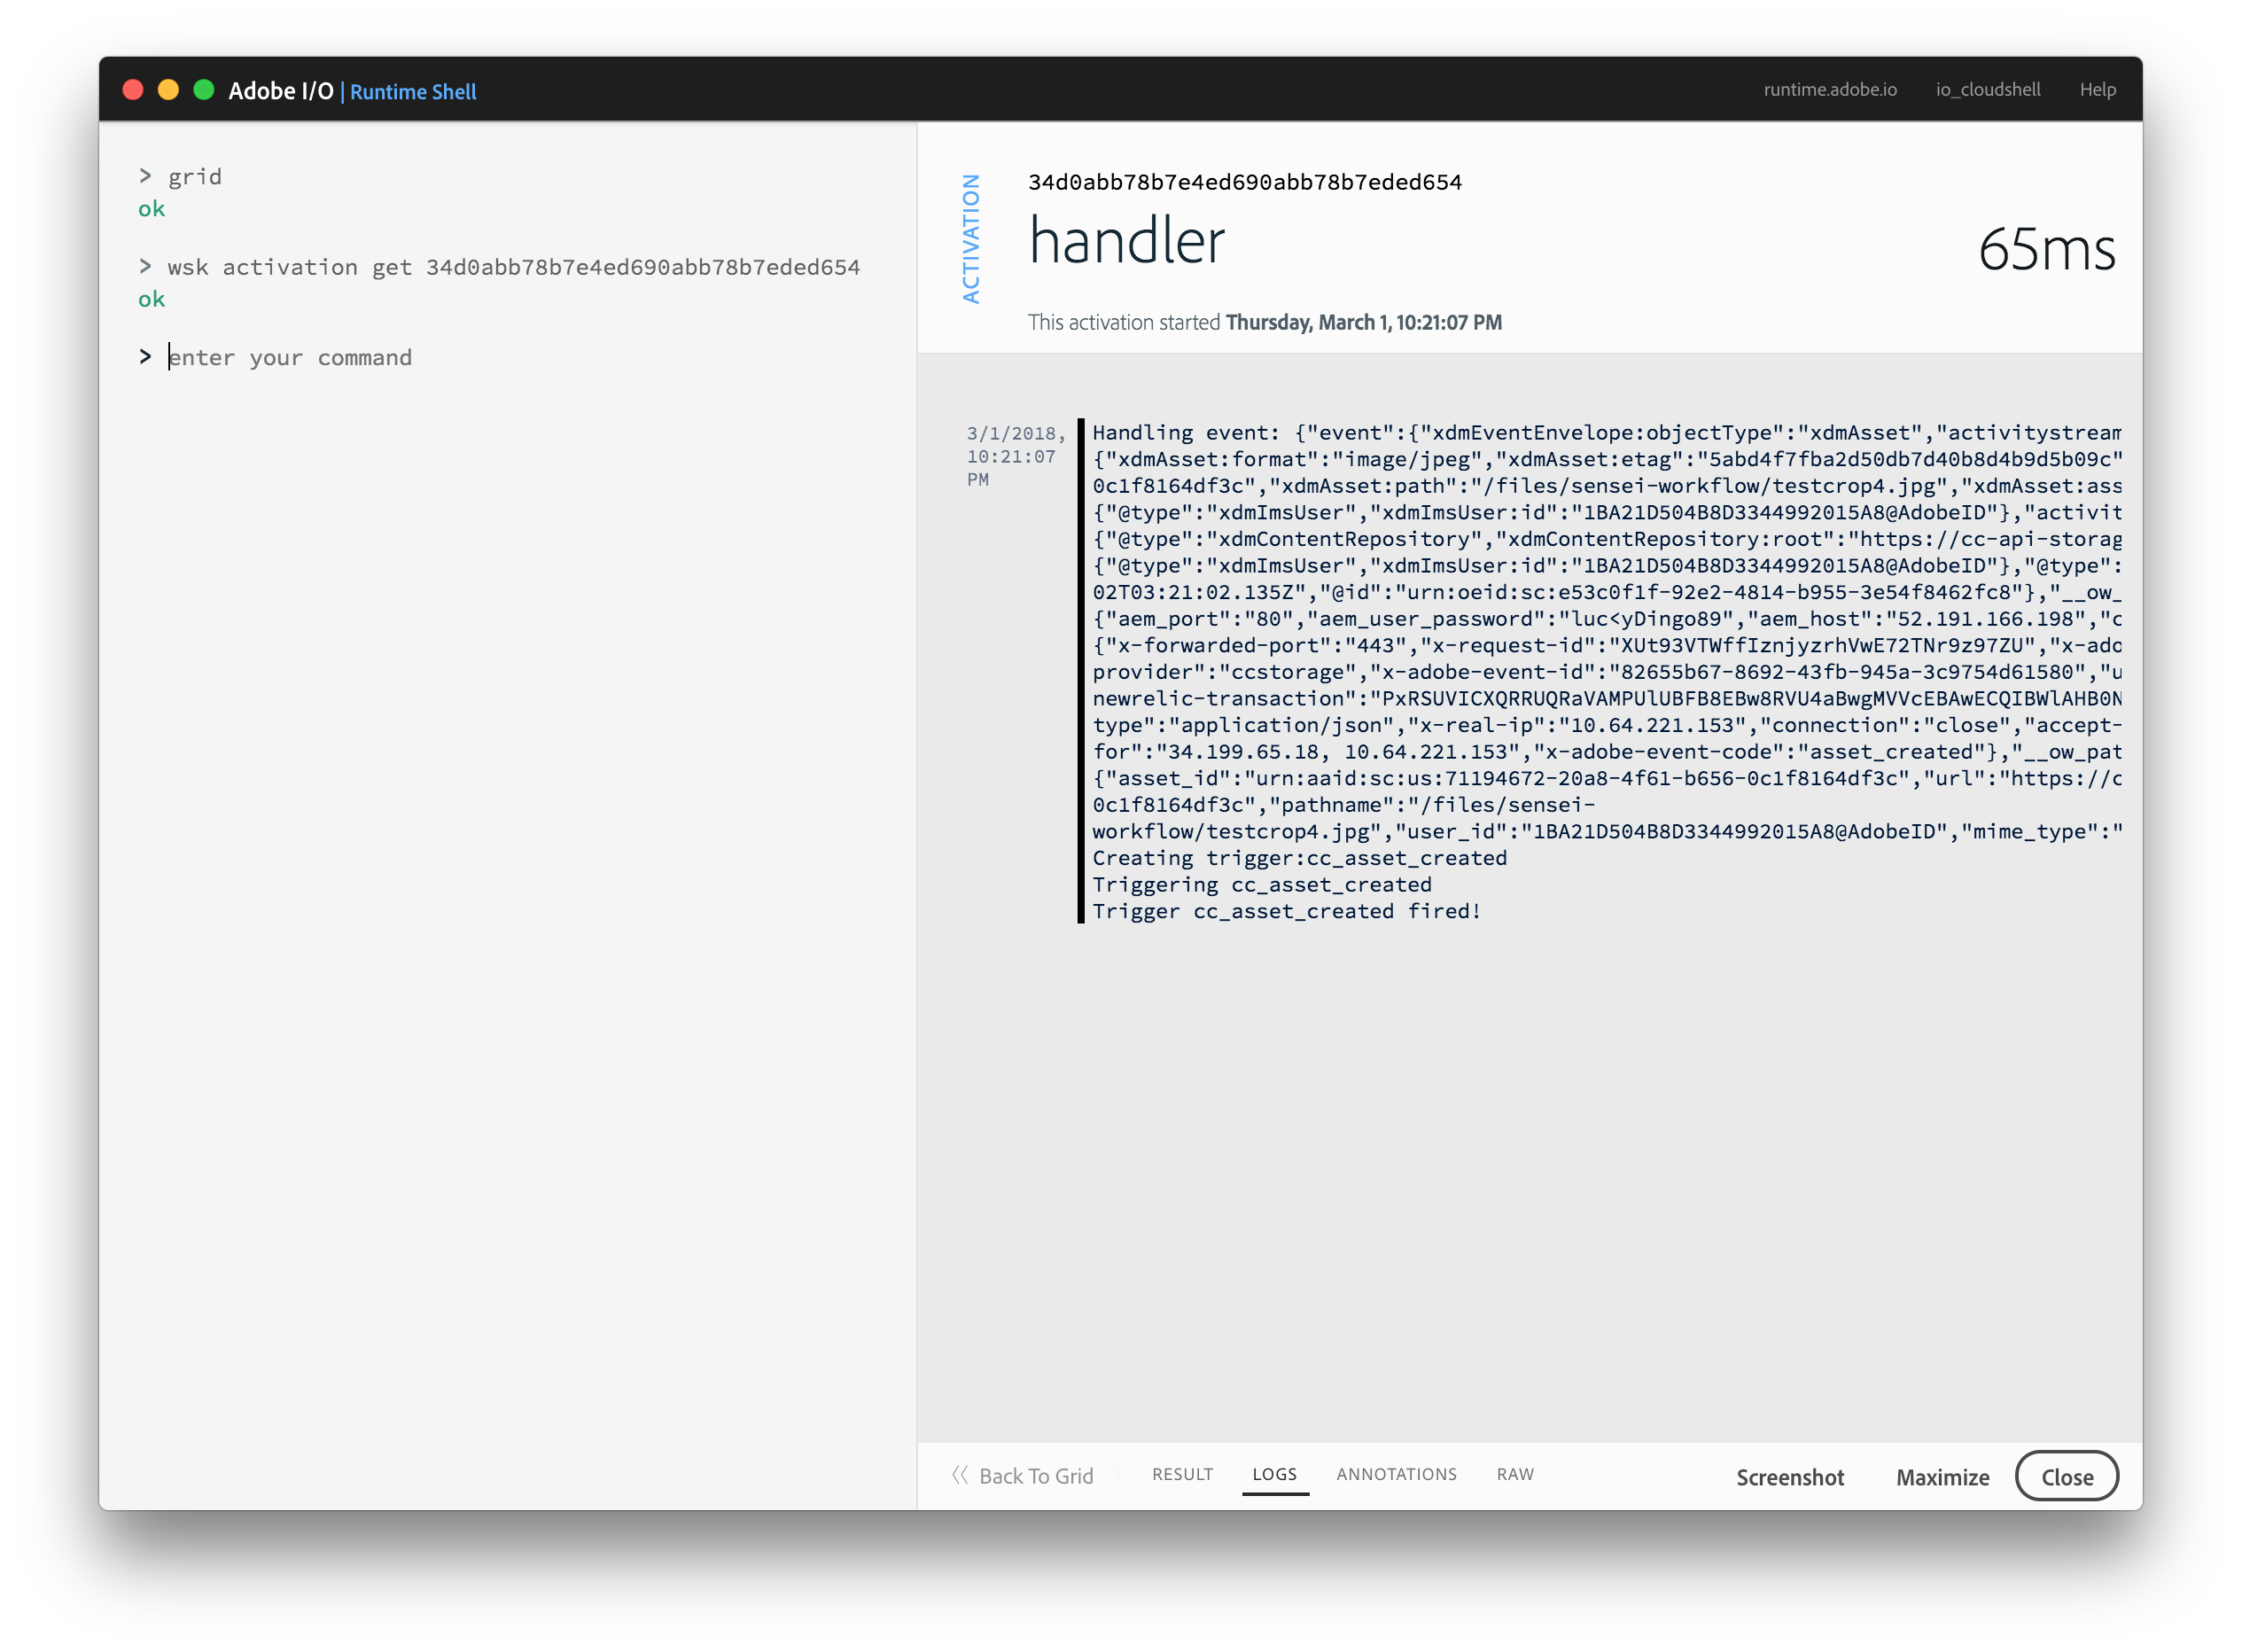 Adobe I/O | Runtime Shell
runtime.adobe.io io_cloudshell Help
> grid
ok
> wsk activation get 34d0abb78b7e4ed690abb78b7eded654
ok
> enter your command
ACTIVATION
34d0abb78b7e4ed690abb78b7eded654
handler
65ms
This activation started Thursday, March 1, 10:21:07 PM
3/1/2018,
10:21:07
PM
Handling event: {"event":{"xdmEventEnvelope:objectType":"xdmAsset","activitystream
{"xdmAsset:format":"image/jpeg","xdmAsset:etag":"5abd4f7fba2d50db7d40b8d4b9d5b09c"
0c1f8164df3c","xdmAsset:path":"/files/sensei-workflow/testcrop4.jpg","xdmAsset:ass
{"@type":"xdmImsUser","xdmImsUser:id":"1BA21D504B8D3344992015A8@AdobeID"},"activit
{"@type":"xdmContentRepository","xdmContentRepository:root":"https://cc-api-storag
{"@type":"xdmImsUser","xdmImsUser:id":"1BA21D504B8D3344992015A8@AdobeID"},"@type":
02T03:21:02.135Z","@id":"urn:oeid:sc:e53c0f1f-92e2-4814-b955-3e54f8462fc8"},"__ow_
{"aem_port":"80","aem_user_password":"luc<yDingo89","aem_host":"52.191.166.198","c
{"x-forwarded-port":"443","x-request-id":"XUt93VTWffIznjyzrhVwE72TNr9z97ZU","x-ado
provider":"ccstorage","x-adobe-event-id":"82655b67-8692-43fb-945a-3c9754d61580","u
newrelic-transaction":"PxRSUVICXQRRUQRaVAMPUlUBFB8EBw8RVU4aBwgMVVcEBAwECQIBWlAHB0N
type":"application/json","x-real-ip":"10.64.221.153","connection":"close","accept-
for":"34.199.65.18, 10.64.221.153","x-adobe-event-code":"asset_created"},"__ow_pat
{"asset_id":"urn:aaid:sc:us:71194672-20a8-4f61-b656-0c1f8164df3c","url":"https://c
0c1f8164df3c","pathname":"/files/sensei-
workflow/testcrop4.jpg","user_id":"1BA21D504B8D3344992015A8@AdobeID","mime_type":"
Creating trigger:cc_asset_created
Triggering cc_asset_created
Trigger cc_asset_created fired!
Back To Grid RESULT LOGS ANNOTATIONS RAW Screenshot Maximize Close